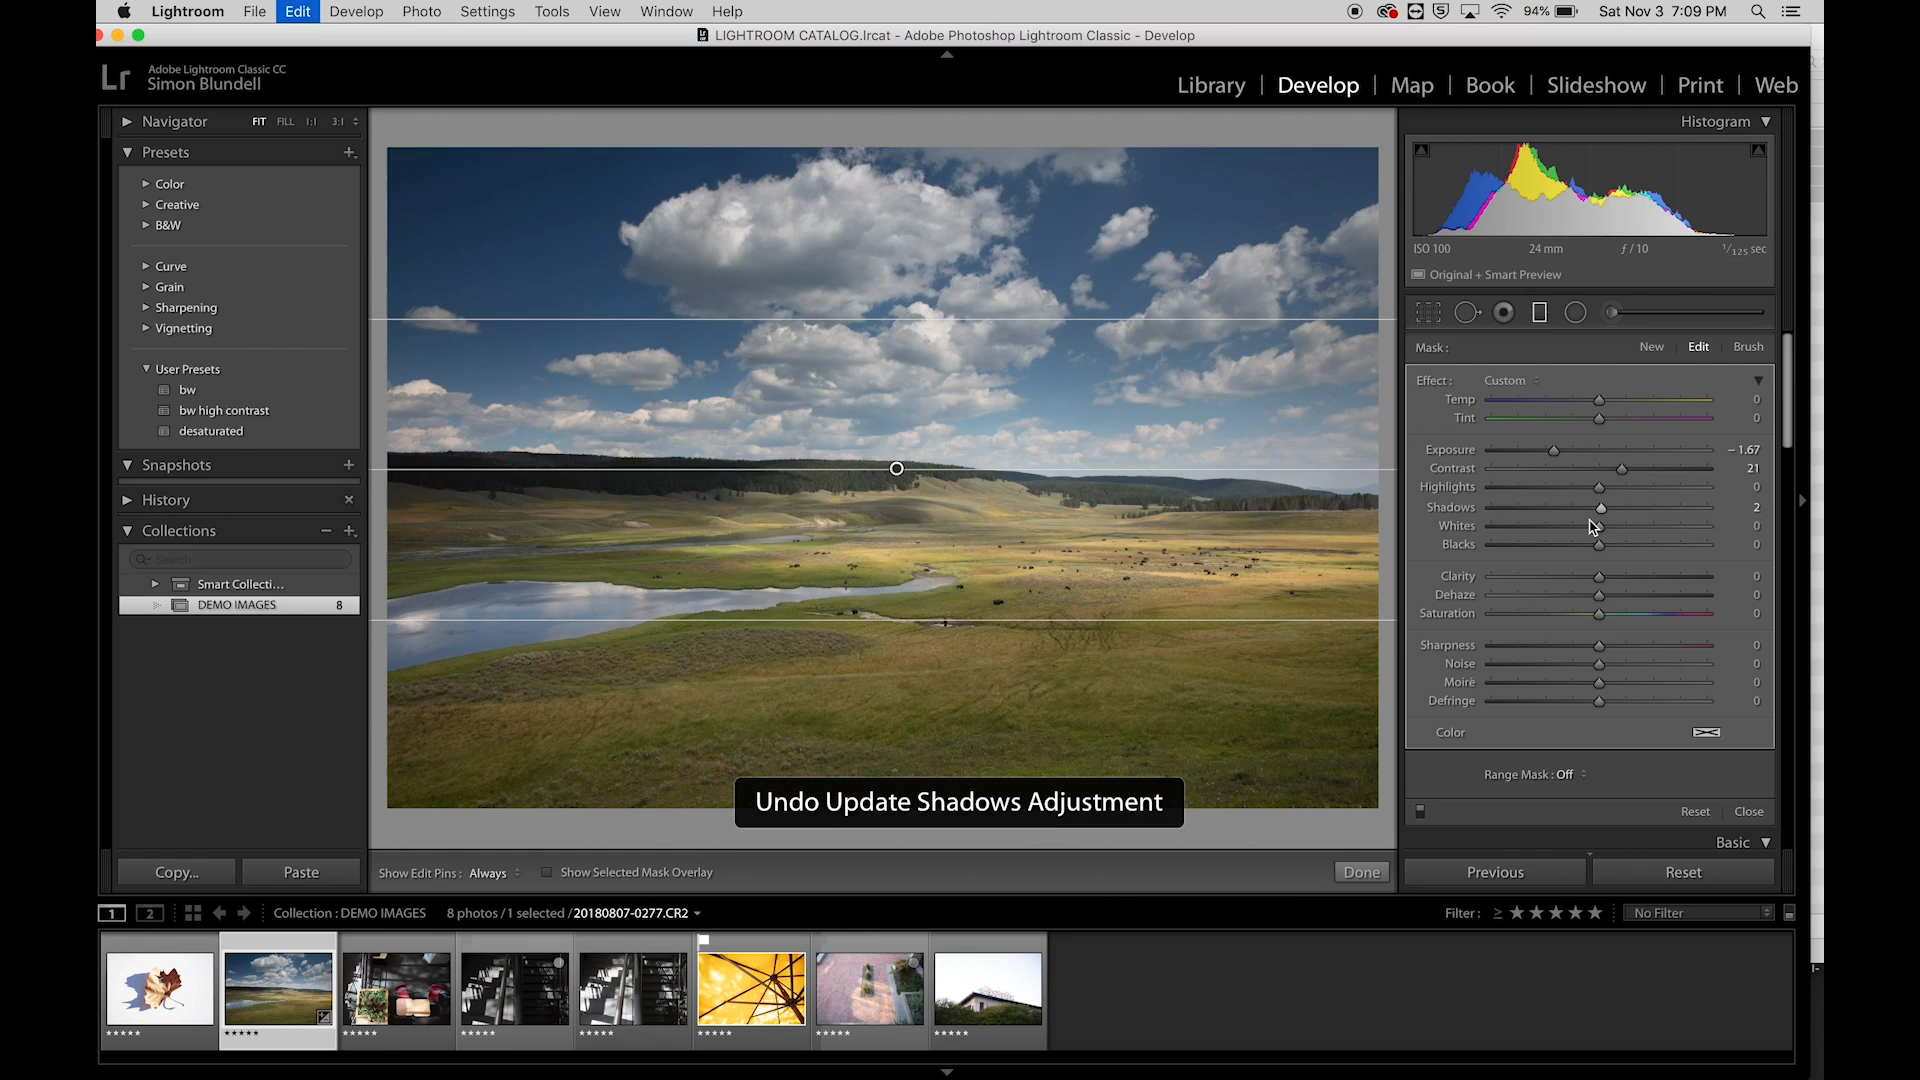 Lightroom File Edit Develop Photo Settings Tools View Window Help 94% Sat Nov 3 7:09 PM
LIGHTROOM CATALOG.lrcat - Adobe Photoshop Lightroom Classic - Develop
Lr Adobe Lightroom Classic CC
Simon Blundell
Library | Develop | Map | Book | Slideshow | Print | Web
Navigator FIT FILL 1:1 3:1
Presets
Color
Creative
B&W
Curve
Grain
Sharpening
Vignetting
User Presets
bw
bw high contrast
desaturated
Snapshots
History
Collections
Search
Smart Collecti...
DEMO IMAGES 8
Copy... Paste
Undo Update Shadows Adjustment
Show Edit Pins : Always Show Selected Mask Overlay Done
Histogram
ISO 100 24 mm ƒ / 10 1/125 sec
Original + Smart Preview
Mask : New Edit Brush
Effect : Custom
Temp 0
Tint 0
Exposure – 1.67
Contrast 21
Highlights 0
Shadows 2
Whites 0
Blacks 0
Clarity 0
Dehaze 0
Saturation 0
Sharpness 0
Noise 0
Moiré 0
Defringe 0
Color
Range Mask : Off
Reset Close
Basic
Previous Reset
1 2 Collection : DEMO IMAGES 8 photos / 1 selected / 20180807-0277.CR2 Filter : ≥ ★★★★★ No Filter